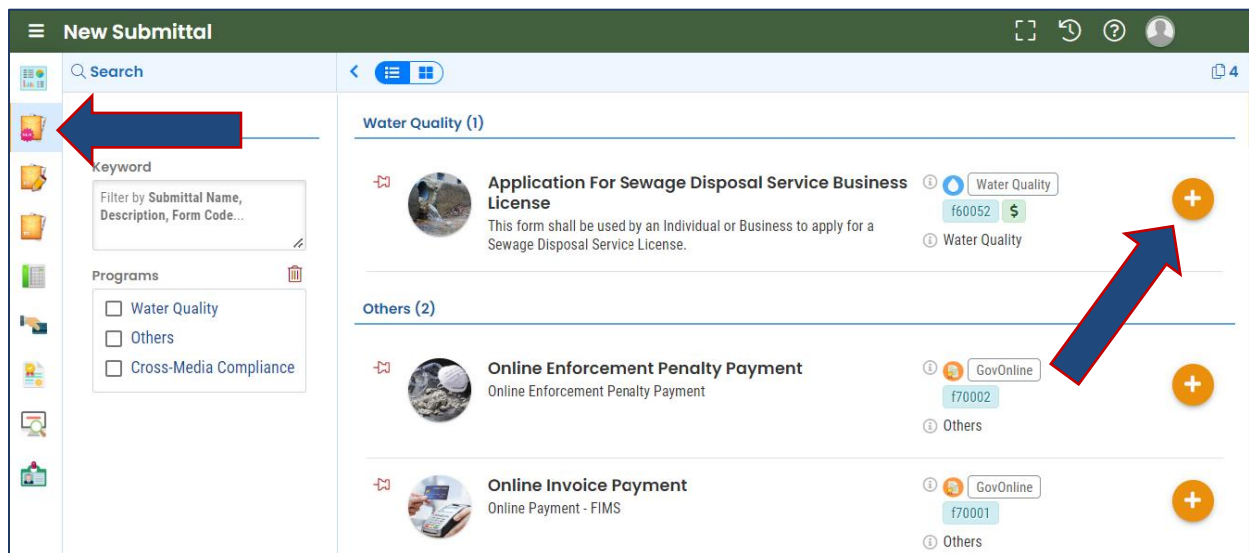 New Submittal
Search
4
Water Quality (1)
Keyword
Filter by Submittal Name,
Description, Form Code...
Programs
Water Quality
Others
Cross-Media Compliance
Application For Sewage Disposal Service Business
License
This form shall be used by an Individual or Business to apply for a
Sewage Disposal Service License.
Water Quality
f60052 $
Water Quality
Others (2)
Online Enforcement Penalty Payment
Online Enforcement Penalty Payment
GovOnline
f70002
Others
Online Invoice Payment
Online Payment - FIMS
GovOnline
f70001
Others